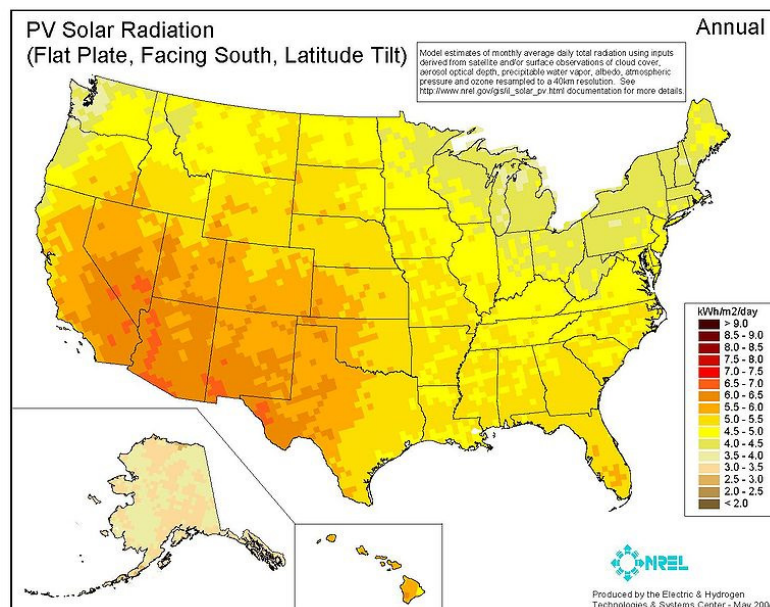 PV Solar Radiation
(Flat Plate, Facing South, Latitude Tilt)
Annual
Model estimates of monthly average daily total radiation using inputs
derived from satellite and/or surface observations of cloud cover,
aerosol optical depth, precipitable water vapor, albedo, atmospheric
pressure and ozone resampled to a 40km resolution. See
http://www.nrel.gov/gis/il_solar_pv.html documentation for more details.
kWh/m2/day
> 9.0
8.5 - 9.0
8.0 - 8.5
7.5 - 8.0
7.0 - 7.5
6.5 - 7.0
6.0 - 6.5
5.5 - 6.0
5.0 - 5.5
4.5 - 5.0
4.0 - 4.5
3.5 - 4.0
3.0 - 3.5
2.5 - 3.0
2.0 - 2.5
< 2.0
NREL
Produced by the Electric & Hydrogen
Technologies & Systems Center - May